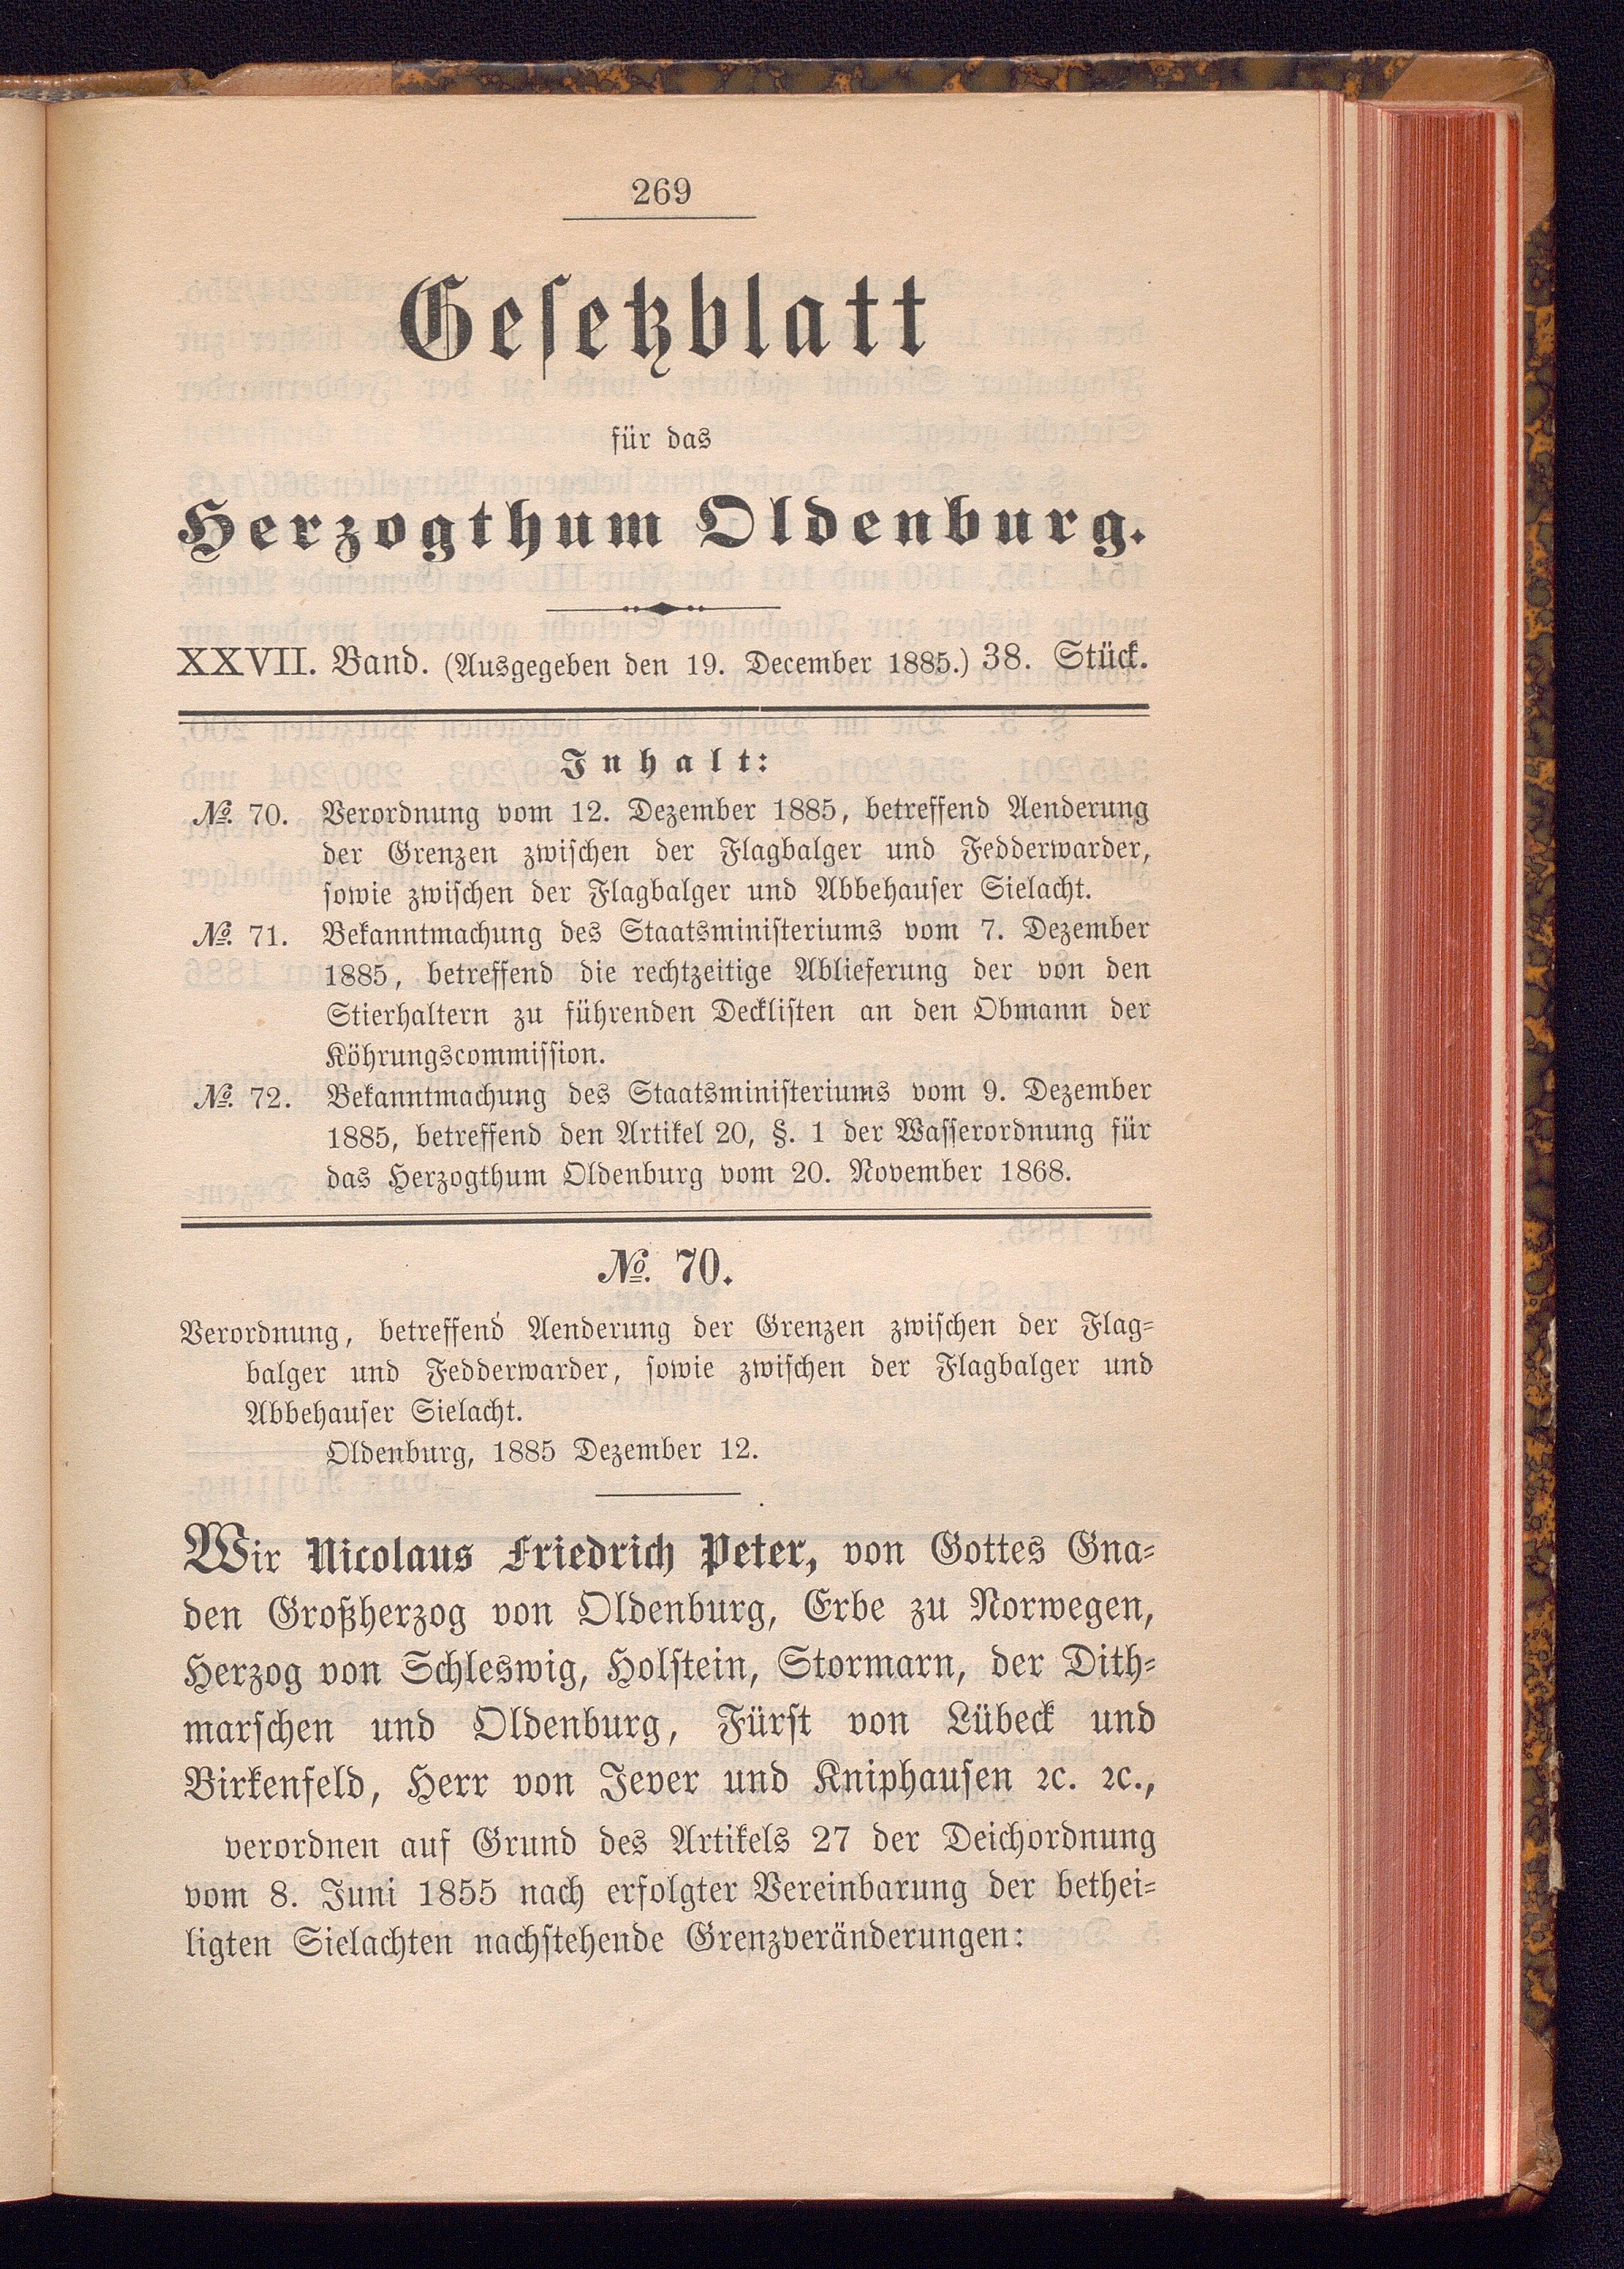 269
Gesetzblatt
für das
Herzogthum Oldenburg.
XXVII. Band. (Ausgegeben den 19. December 1885.) 38. Stück.
Inhalt:
№. 70. Verordnung vom 12. Dezember 1885, betreffend Aenderung
der Grenzen zwischen der Flagbalger und Fedderwarder,
sowie zwischen der Flagbalger und Abbehauser Sielacht.
№. 71. Bekanntmachung des Staatsministeriums vom 7. Dezember
1885, betreffend die rechtzeitige Ablieferung der von den
Stierhaltern zu führenden Decklisten an den Obmann der
Köhrungscommission.
№. 72. Bekanntmachung des Staatsministeriums vom 9. Dezember
1885, betreffend den Artikel 20, §. 1 der Wasserordnung für
das Herzogthum Oldenburg vom 20. November 1868.
№. 70.
Verordnung, betreffend Aenderung der Grenzen zwischen der Flag-
balger und Fedderwarder, sowie zwischen der Flagbalger und
Abbehauser Sielacht.
Oldenburg, 1885 Dezember 12.
Wir Nicolaus Friedrich Peter, von Gottes Gna-
den Großherzog von Oldenburg, Erbe zu Norwegen,
Herzog von Schleswig, Holstein, Stormarn, der Dith-
marschen und Oldenburg, Fürst von Lübeck und
Birkenfeld, Herr von Jever und Kniphausen ꝛc. ꝛc.,
verordnen auf Grund des Artikels 27 der Deichordnung
vom 8. Juni 1855 nach erfolgter Vereinbarung der bethei-
ligten Sielachten nachstehende Grenzveränderungen: